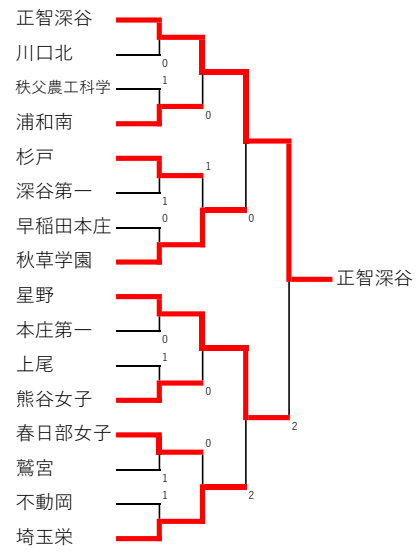 正智深谷
川口北
0
秩父農工科学
1
浦和南
0
杉戸
1
深谷第一
1
早稲田本庄
0
0
秋草学園
正智深谷
星野
本庄第一
0
上尾
1
熊谷女子
0
2
春日部女子
0
鷲宮
1
不動岡
1
2
埼玉栄